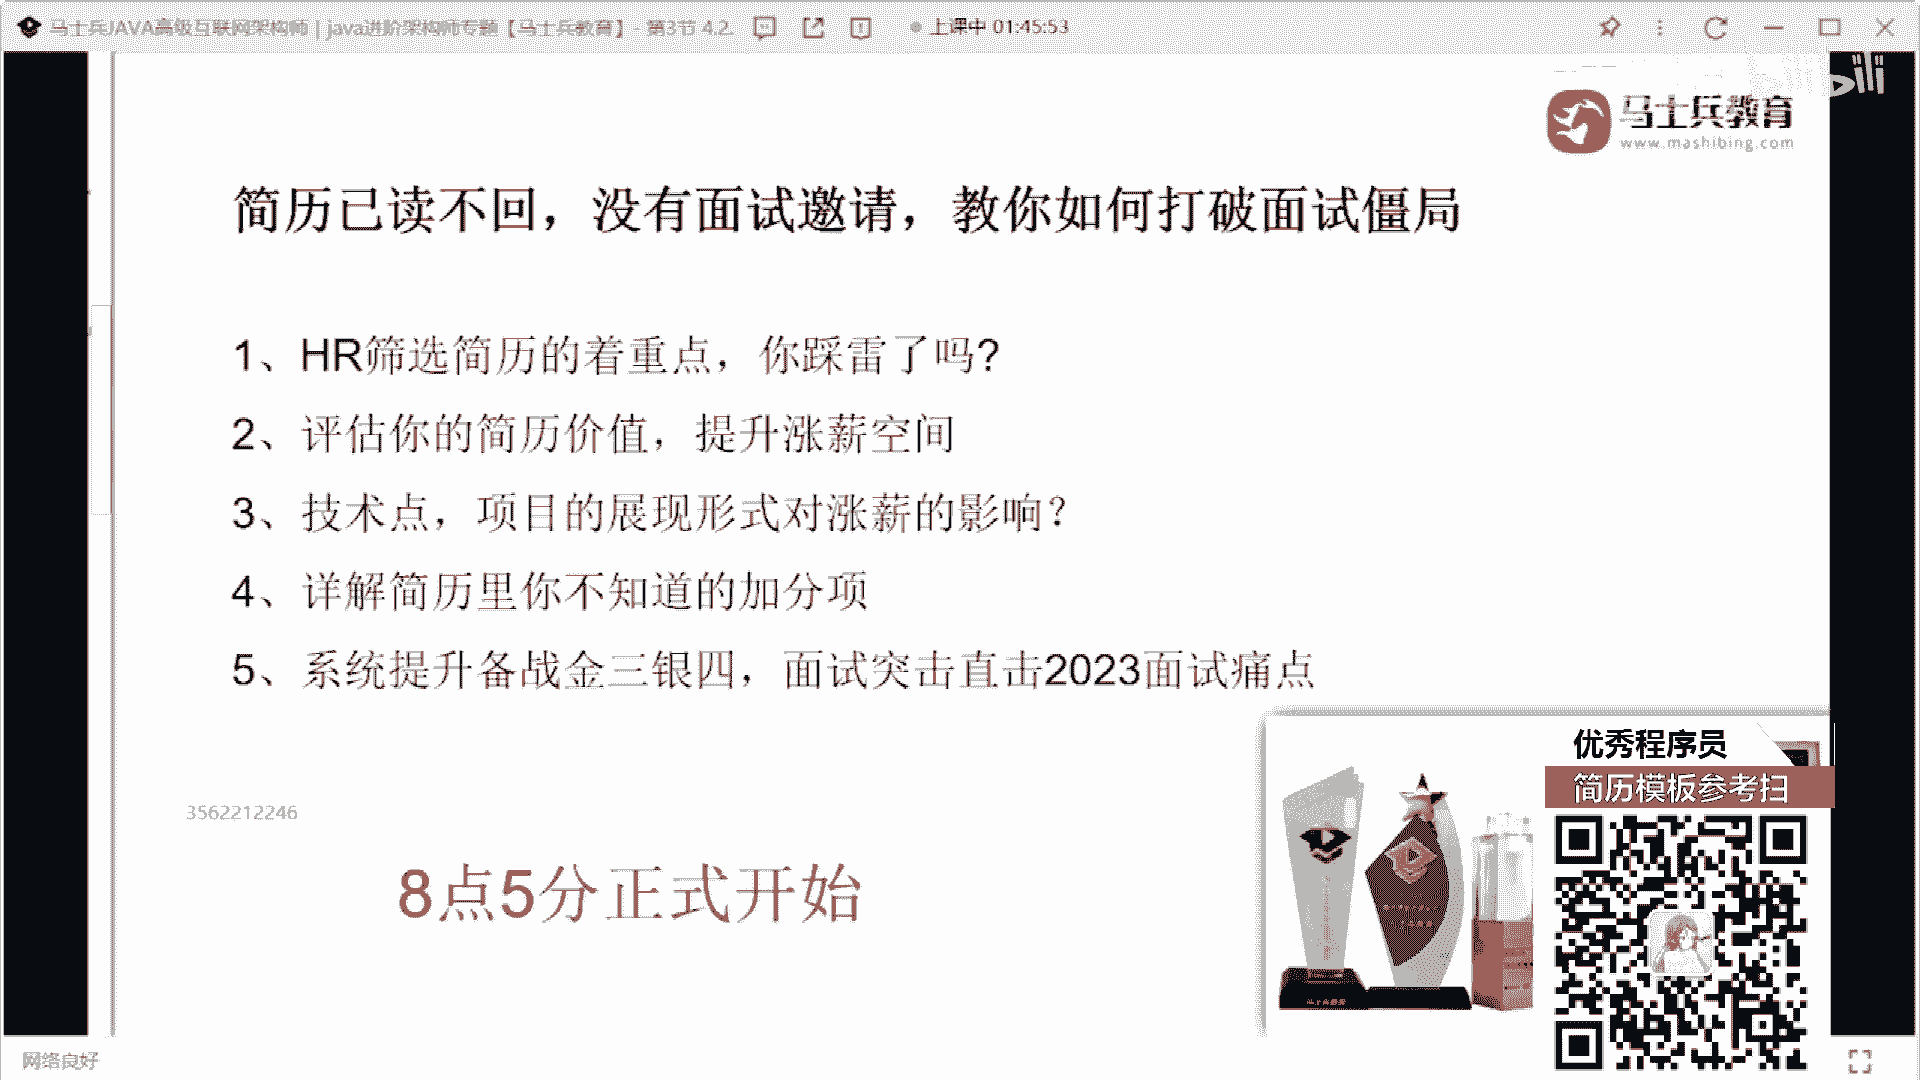 马士兵JAVA高级互联网架构师 | java进阶架构师专题【马士兵教育】 - 第3节 4.2.
上课中 01:45:53
马士兵教育
www.mashibing.com
简历已读不回，没有面试邀请，教你如何打破面试僵局
1、HR筛选简历的着重点，你踩雷了吗?
2、评估你的简历价值，提升涨薪空间
3、技术点，项目的展现形式对涨薪的影响？
4、详解简历里你不知道的加分项
5、系统提升备战金三银四，面试突击直击2023面试痛点
优秀程序员
简历模板参考扫
3562212246
8点5分正式开始
网络良好